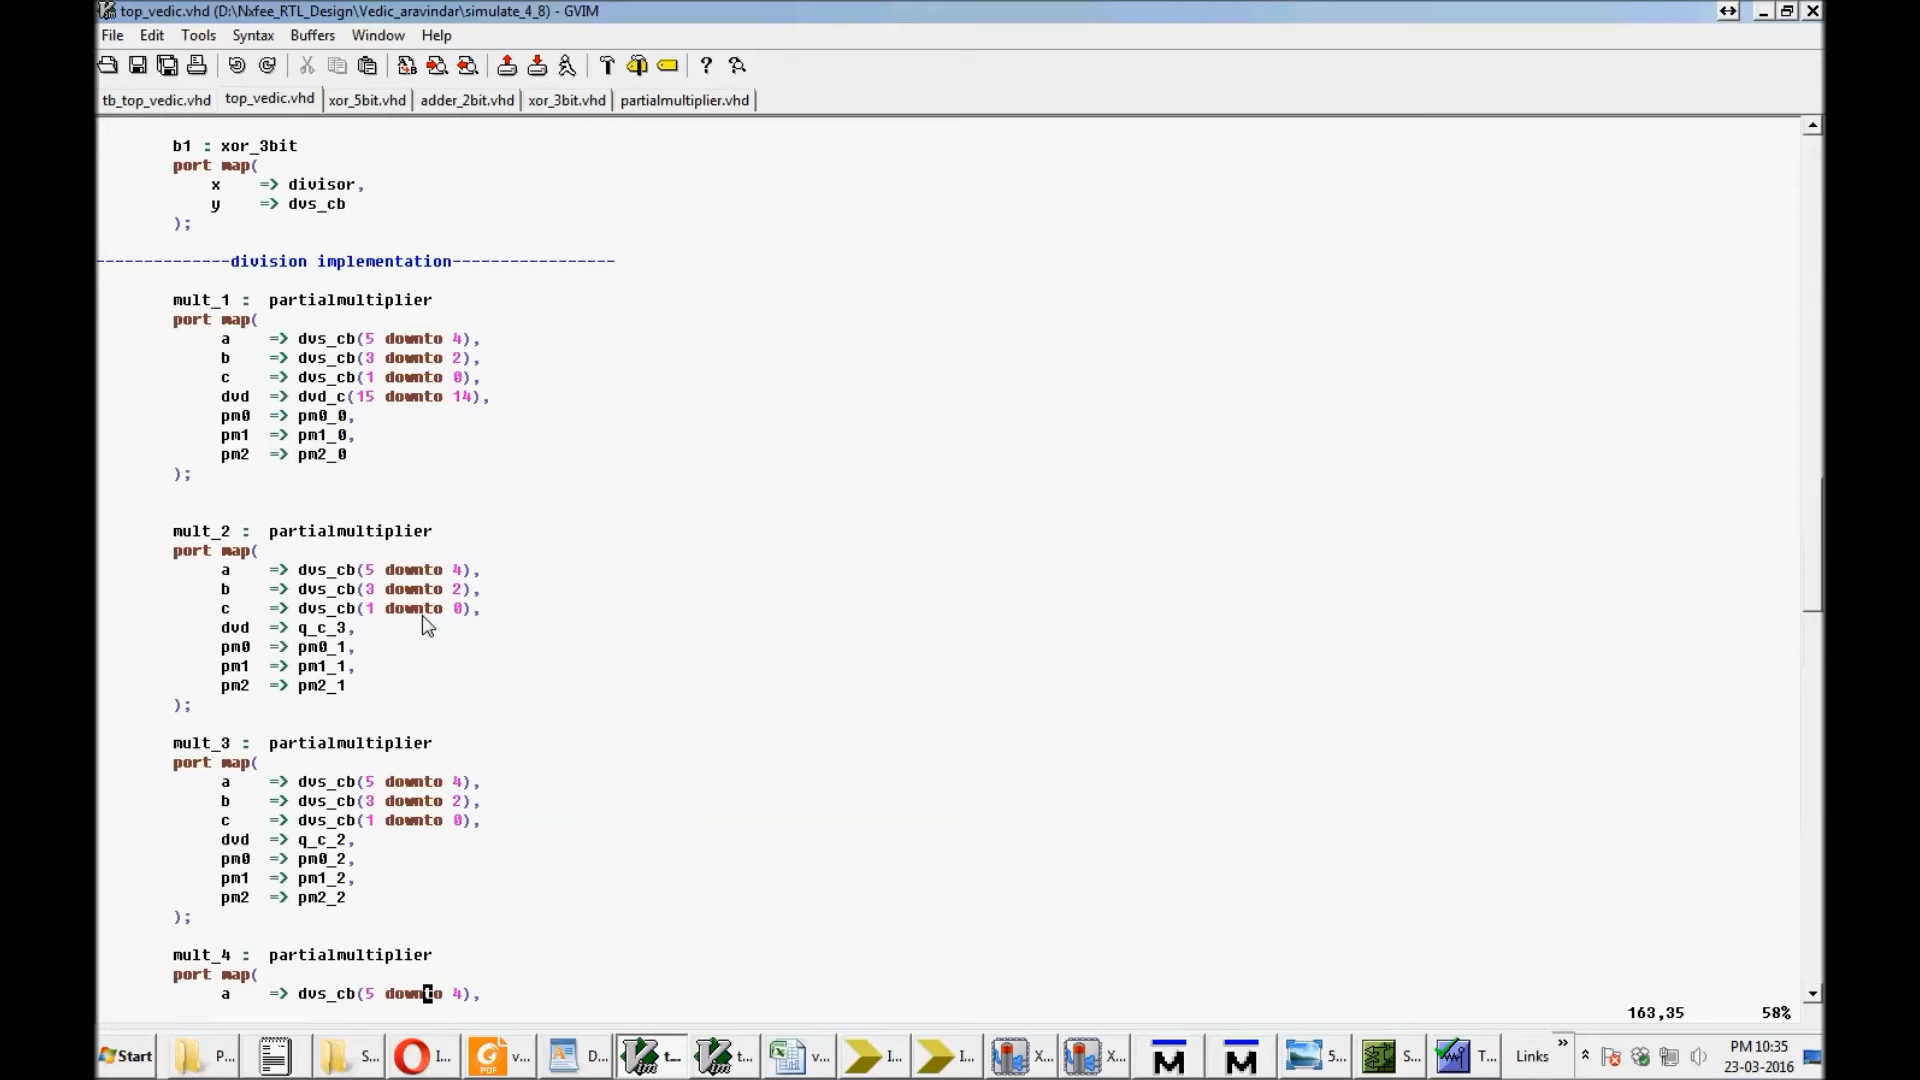 top_vedic.vhd (D:\Nxfee_RTL_Design\Vedic_aravindar\simulate_4_8) - GVIM
File Edit Tools Syntax Buffers Window Help
tb_top_vedic.vhd top_vedic.vhd xor_5bit.vhd adder_2bit.vhd xor_3bit.vhd partialmultiplier.vhd
b1 : xor_3bit
port map(
x => divisor,
y => dvs_cb
);
--------------division implementation-----------------
mult_1 : partialmultiplier
port map(
a => dvs_cb(5 downto 4),
b => dvs_cb(3 downto 2),
c => dvs_cb(1 downto 0),
dvd => dvd_c(15 downto 14),
pm0 => pm0_0,
pm1 => pm1_0,
pm2 => pm2_0
);
mult_2 : partialmultiplier
port map(
a => dvs_cb(5 downto 4),
b => dvs_cb(3 downto 2),
c => dvs_cb(1 downto 0),
dvd => q_c_3,
pm0 => pm0_1,
pm1 => pm1_1,
pm2 => pm2_1
);
mult_3 : partialmultiplier
port map(
a => dvs_cb(5 downto 4),
b => dvs_cb(3 downto 2),
c => dvs_cb(1 downto 0),
dvd => q_c_2,
pm0 => pm0_2,
pm1 => pm1_2,
pm2 => pm2_2
);
mult_4 : partialmultiplier
port map(
a => dvs_cb(5 downto 4),
163,35 58%
Start P... S... I... v... D... t... t... v... I... I... X... X... 5... S... T... Links PM 10:35
23-03-2016